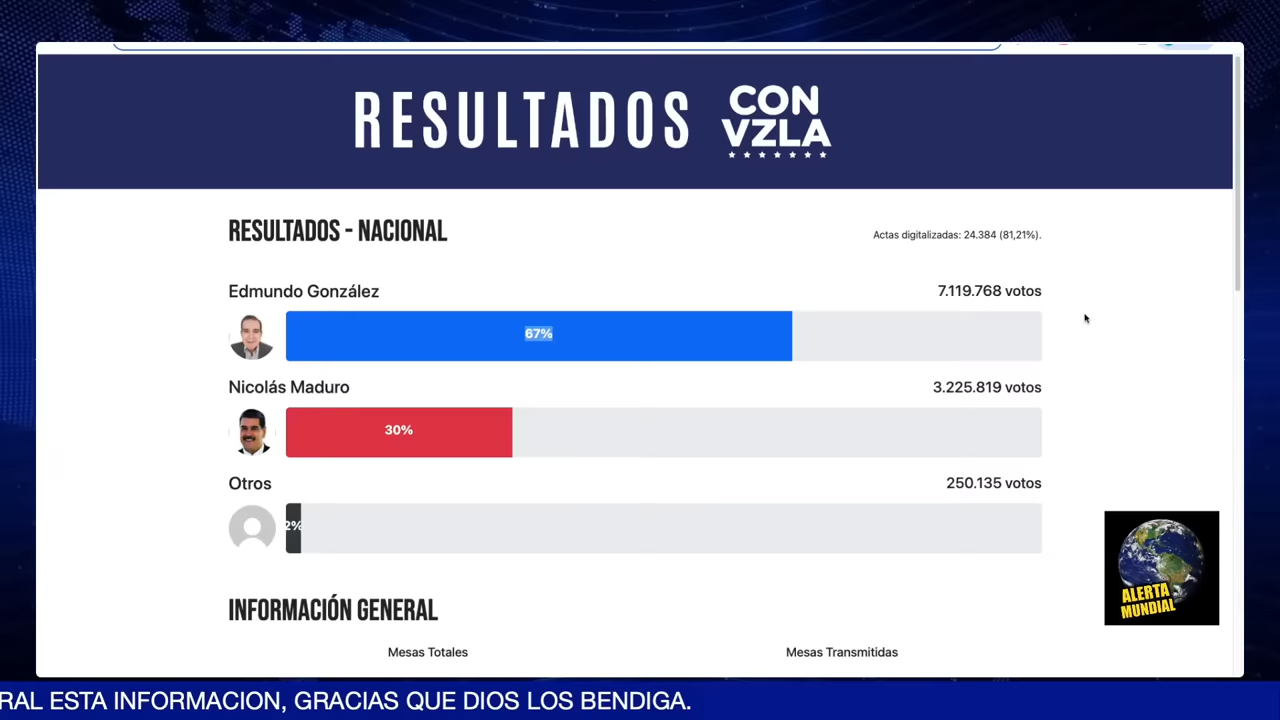 RESULTADOS CON VZLA
RESULTADOS - NACIONAL
Actas digitalizadas: 24.384 (81,21%).
Edmundo González 7.119.768 votos
67%
Nicolás Maduro 3.225.819 votos
30%
Otros 250.135 votos
2%
INFORMACIÓN GENERAL
Mesas Totales Mesas Transmitidas
ALERTA
MUNDIAL
RAL ESTA INFORMACION, GRACIAS QUE DIOS LOS BENDIGA.